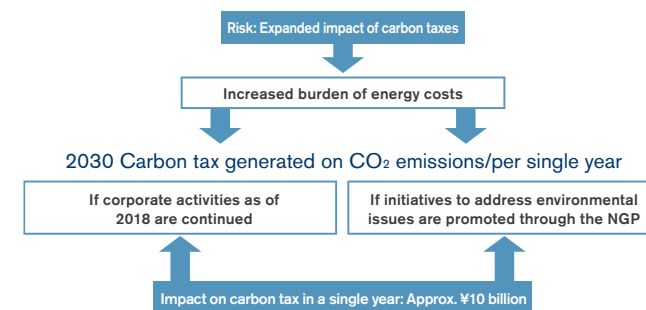 Risk: Expanded impact of carbon taxes
Increased burden of energy costs
2030 Carbon tax generated on CO₂ emissions/per single year
If corporate activities as of
2018 are continued
If initiatives to address environmental
issues are promoted through the NGP
Impact on carbon tax in a single year: Approx. ¥10 billion